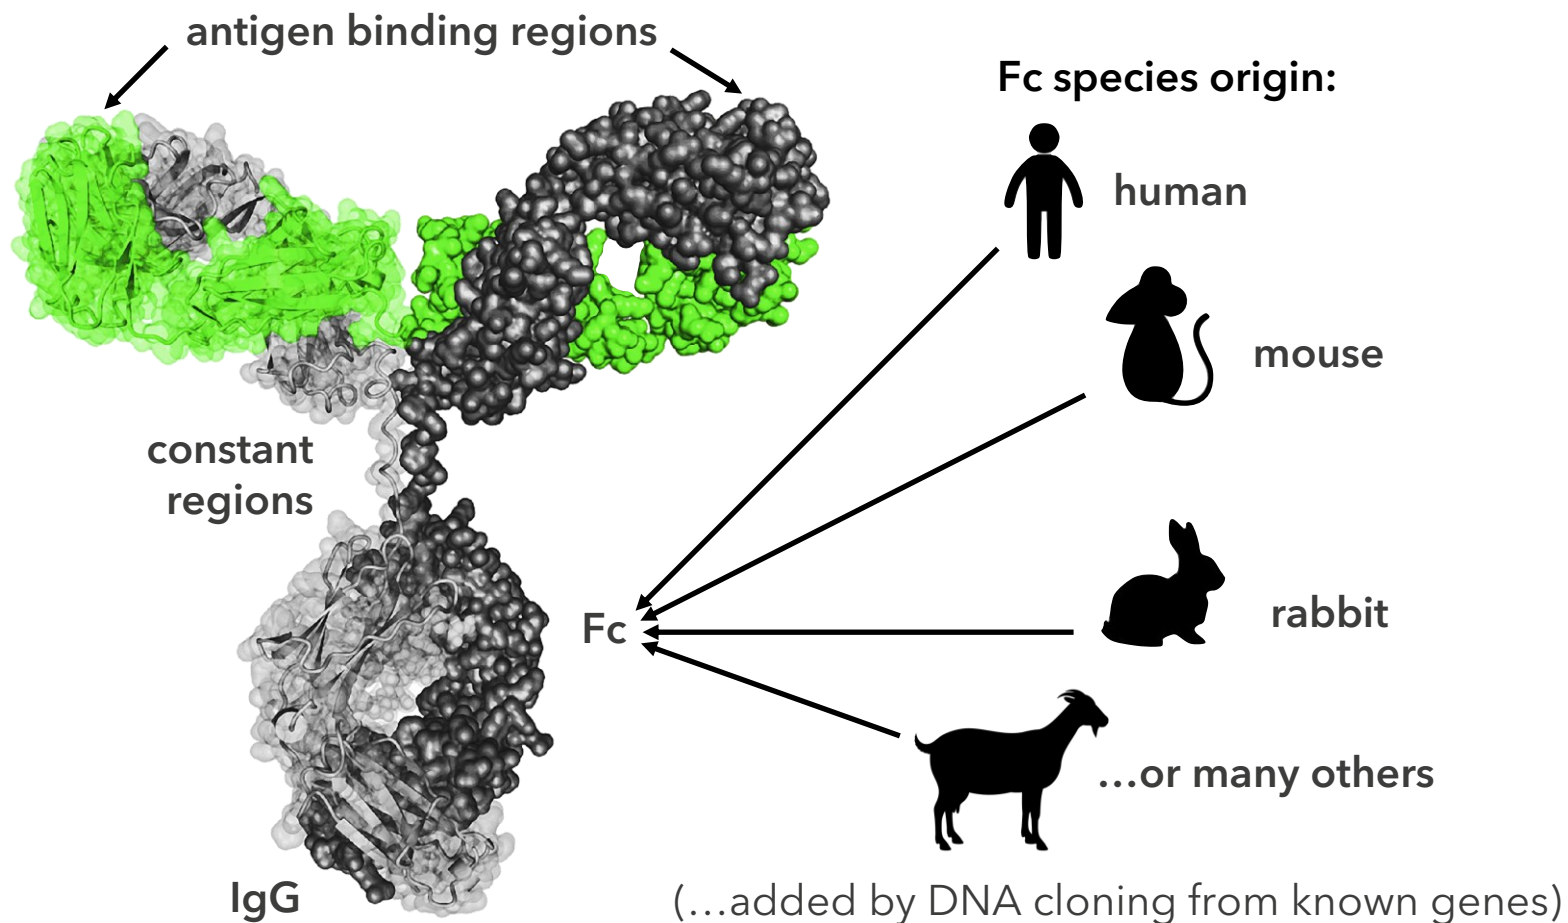 antigen binding regions
Fc species origin:
human
mouse
constant
regions
Fc
rabbit
...or many others
IgG
(...added by DNA cloning from known genes)